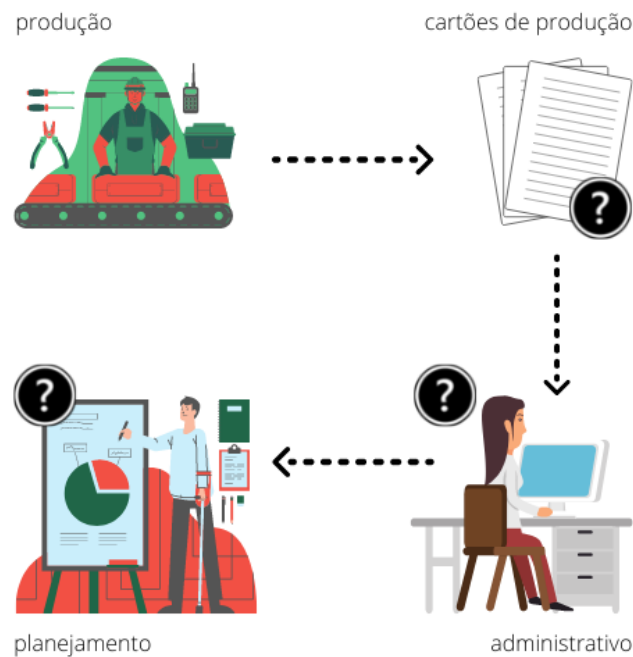 produção
cartões de produção
?
?
?
planejamento
administrativo